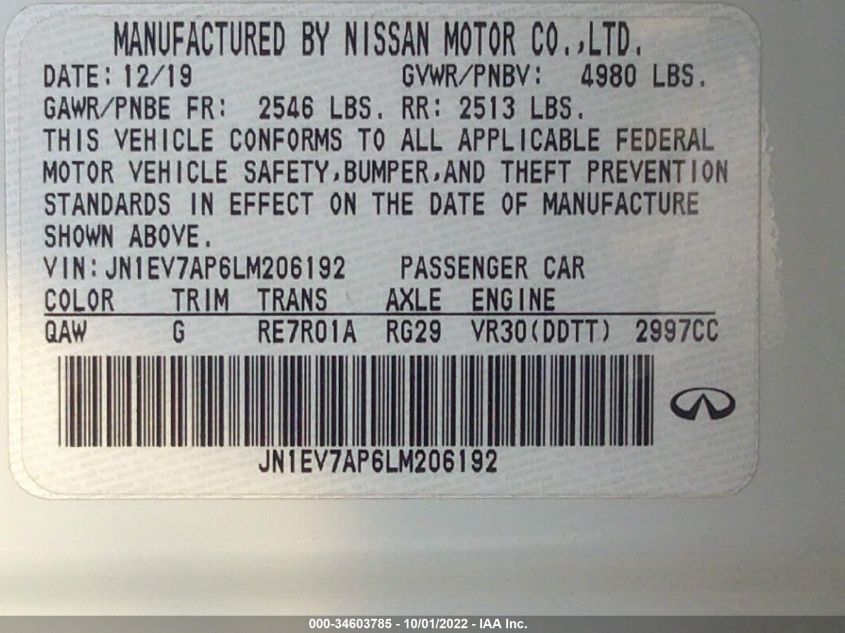 MANUFACTURED BY NISSAN MOTOR CO.,LTD.
DATE: 12/19 GVWR/PNBV: 4980 LBS.
GAWR/PNBE FR: 2546 LBS. RR: 2513 LBS.
THIS VEHICLE CONFORMS TO ALL APPLICABLE FEDERAL
MOTOR VEHICLE SAFETY,BUMPER,AND THEFT PREVENTION
STANDARDS IN EFFECT ON THE DATE OF MANUFACTURE
SHOWN ABOVE.
VIN: JN1EV7AP6LM206192 PASSENGER CAR
COLOR TRIM TRANS AXLE ENGINE
QAW G RE7R01A RG29 VR30(DDTT) 2997CC
JN1EV7AP6LM206192
000-34603785 - 10/01/2022 - IAA Inc.